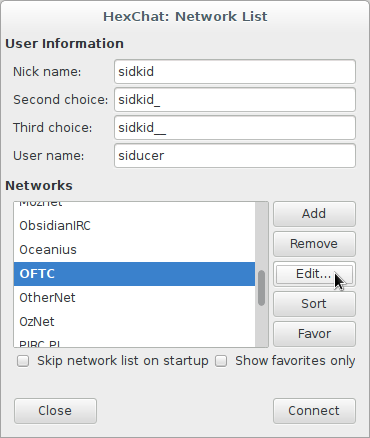 HexChat: Network List
User Information
Nick name: sidkid
Second choice: sidkid_
Third choice: sidkid__
User name: siducer
Networks
Moznet
ObsidianIRC
Oceanius
OFTC
OtherNet
OzNet
PIRC.PL
Add
Remove
Edit...
Sort
Favor
Skip network list on startup
Show favorites only
Close
Connect